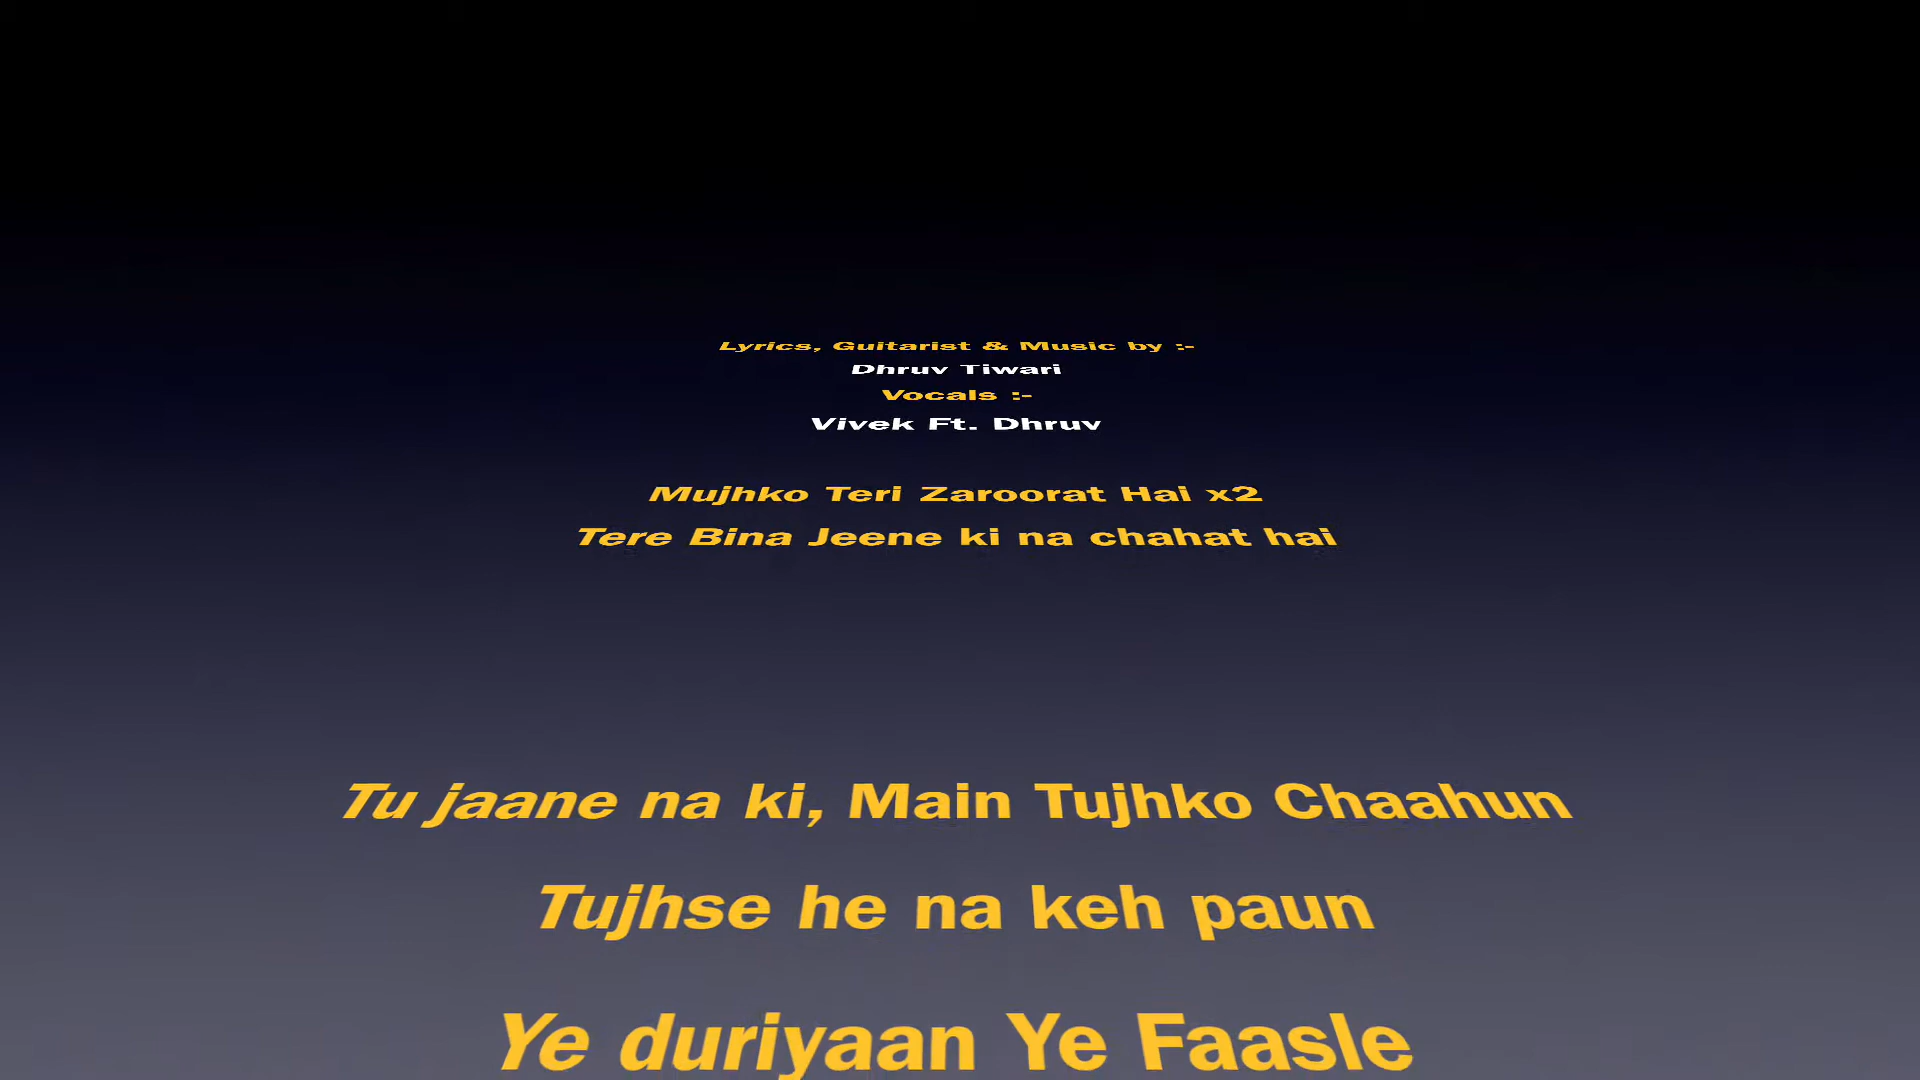 Lyrics, Guitarist & Music by :-
Dhruv Tiwari
Vocals :-
Vivek Ft. Dhruv
Mujhko Teri Zaroorat Hai x2
Tere Bina Jeene ki na chahat hai
Tu jaane na ki, Main Tujhko Chaahun
Tujhse he na keh paun
Ye duriyaan Ye Faasle